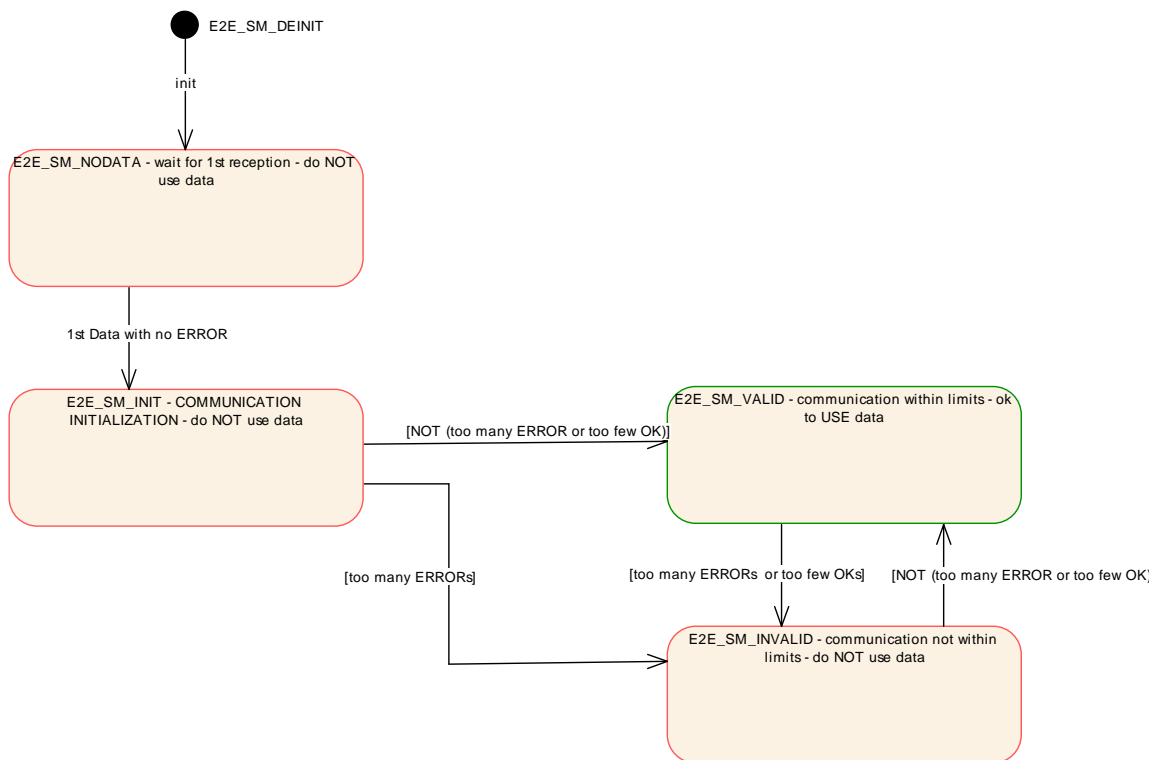 E2E_SM_DEINIT
init
E2E_SM_NODATA - wait for 1st reception - do NOT
use data
1st Data with no ERROR
E2E_SM_INIT - COMMUNICATION
INITIALIZATION - do NOT use data
E2E_SM_VALID - communication within limits - ok
to USE data
[NOT (too many ERROR or too few OK)]
[too many ERRORs]
[too many ERRORs or too few OKs]
[NOT (too many ERROR or too few OK)
E2E_SM_INVALID - communication not within
limits - do NOT use data